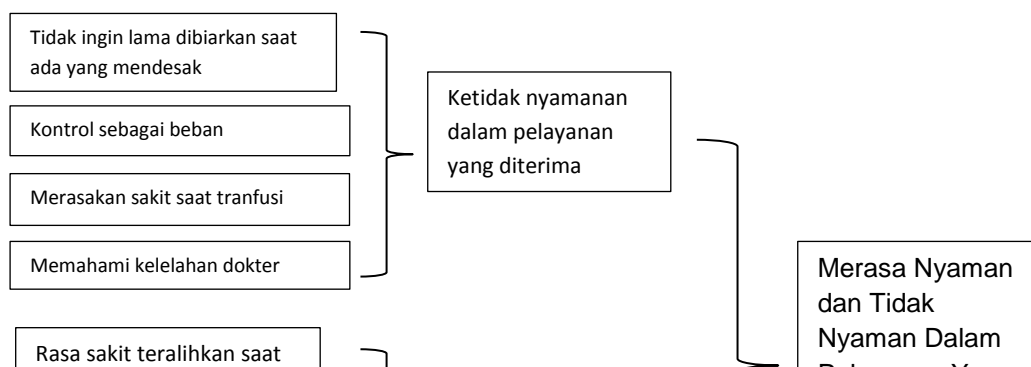 Tidak ingin lama dibiarkan saat
ada yang mendesak
Kontrol sebagai beban
Merasakan sakit saat tranfusi
Memahami kelelahan dokter
Ketidak nyamanan
dalam pelayanan
yang diterima
Rasa sakit teralihkan saat
Merasa Nyaman
dan Tidak
Nyaman Dalam